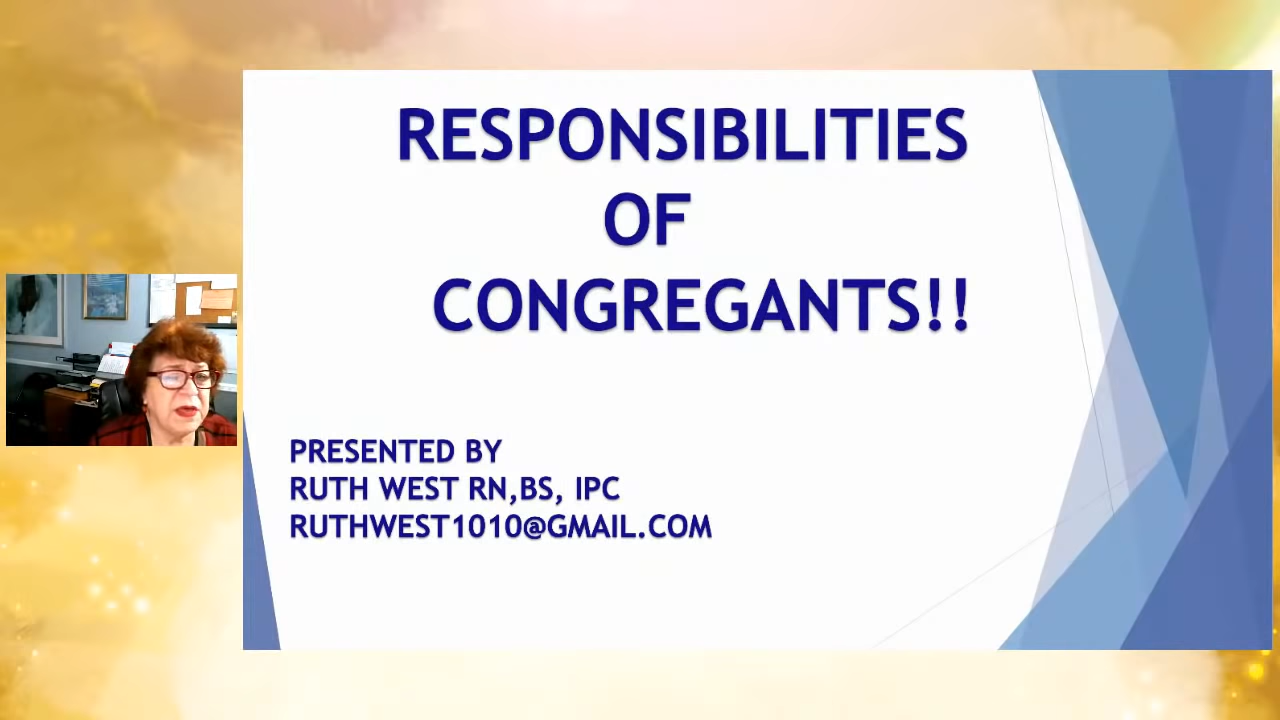 RESPONSIBILITIES
OF
CONGREGANTS!!
PRESENTED BY
RUTH WEST RN,BS, IPC
RUTHWEST1010@GMAIL.COM